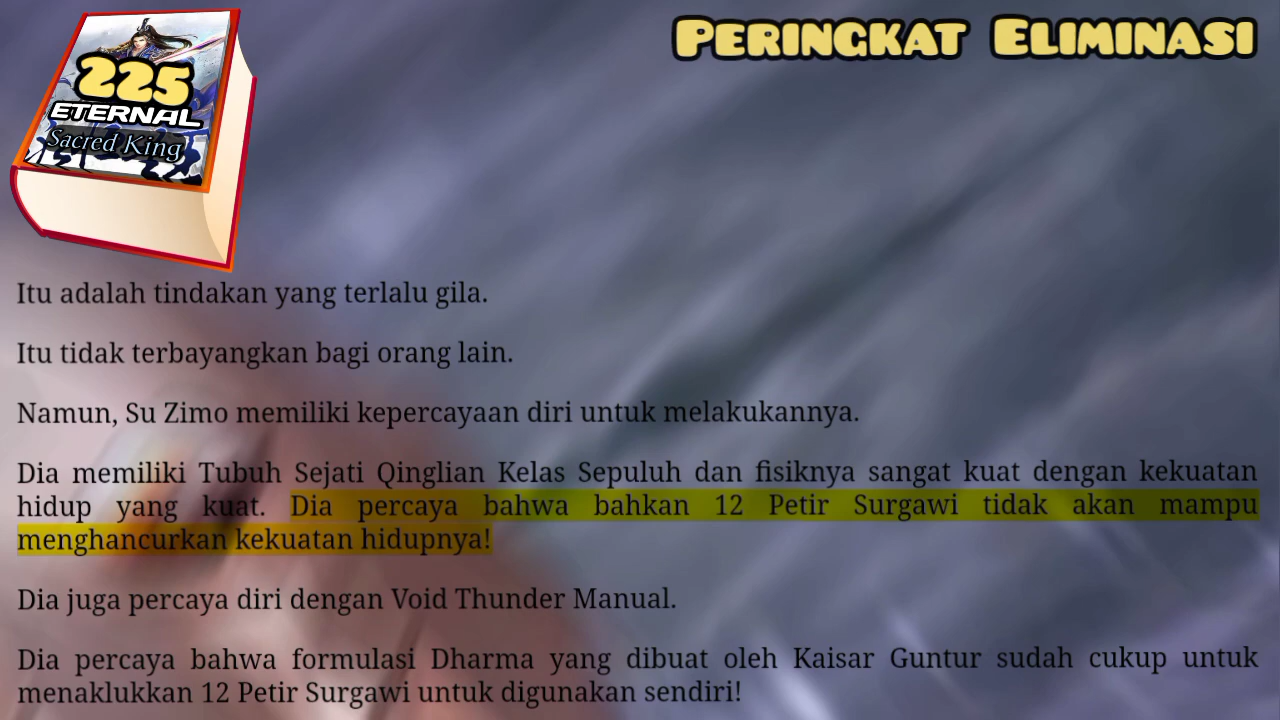 225
ETERNAL
Sacred King
PERINGKAT ELIMINASI
Itu adalah tindakan yang terlalu gila.
Itu tidak terbayangkan bagi orang lain.
Namun, Su Zimo memiliki kepercayaan diri untuk melakukannya.
Dia memiliki Tubuh Sejati Qinglian Kelas Sepuluh dan fisiknya sangat kuat dengan kekuatan
hidup yang kuat. Dia percaya bahwa bahkan 12 Petir Surgawi tidak akan mampu
menghancurkan kekuatan hidupnya!
Dia juga percaya diri dengan Void Thunder Manual.
Dia percaya bahwa formulasi Dharma yang dibuat oleh Kaisar Guntur sudah cukup untuk
menaklukkan 12 Petir Surgawi untuk digunakan sendiri!